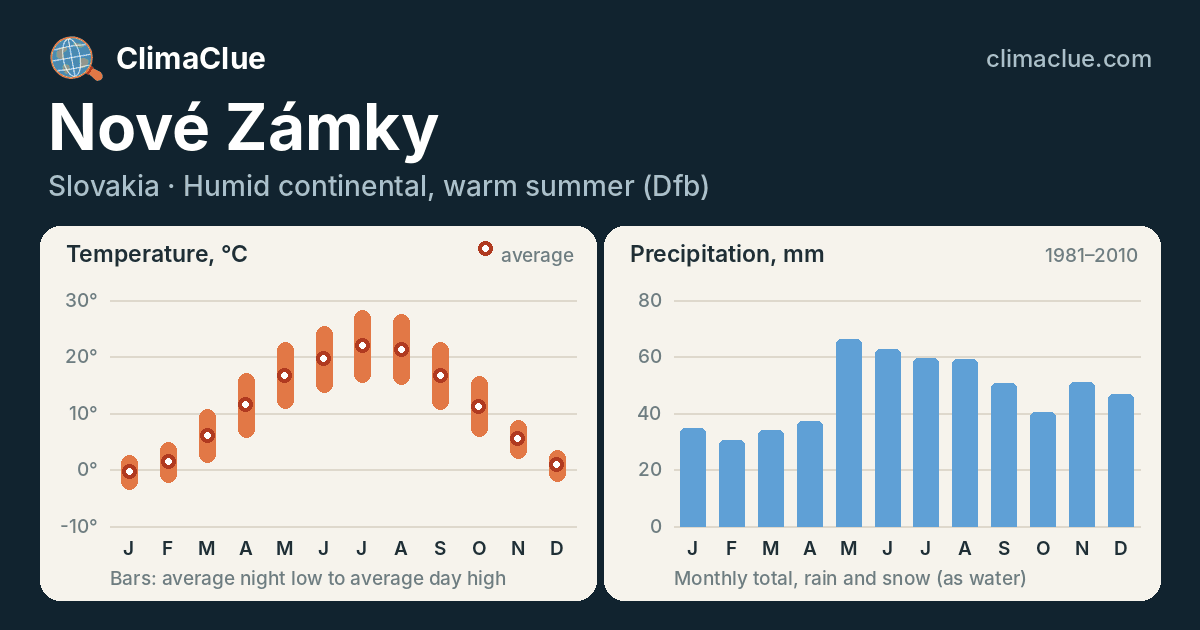 ClimaClue
climaclue.com
Nové Zámky
Slovakia · Humid continental, warm summer (Dfb)
Temperature, °C
average
30°
20°
10°
0°
-10°
J F M A M J J A S O N D
Bars: average night low to average day high
Precipitation, mm
1981–2010
80
60
40
20
0
J F M A M J J A S O N D
Monthly total, rain and snow (as water)